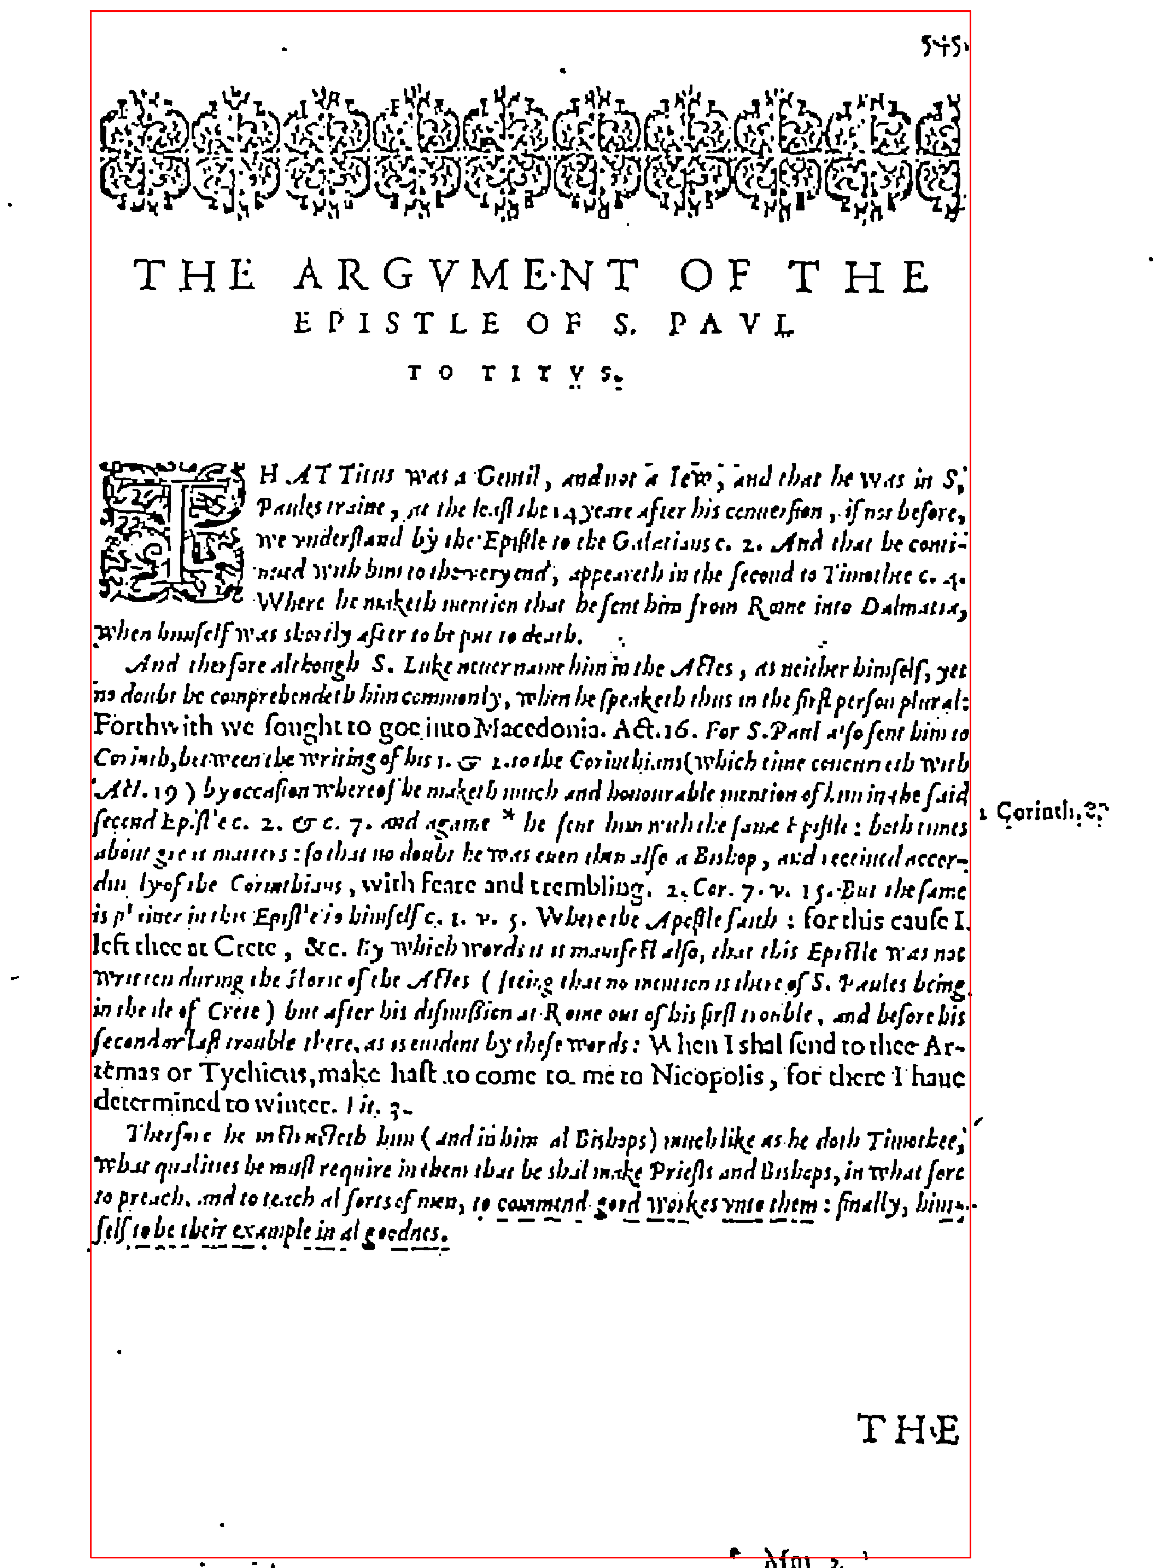 545.
THE ARGVMENT OF THE
EPISTLE OF S. PAVL
TO TITVS.
THAT Titus was a Gentil, and not a Iew, and that he was in S.
Paules traine, at the least the 14 yeare after his conuersion, if not before,
we vnderstand by the Epistle to the Galatians c. 2. And that he conti-
nued with him to the very end, appeareth in the second to Timothee c. 4.
Where he maketh mention that he sent him from Rome into Dalmatia,
when himself was shortly after to be put to death.
And therfore although S. Luke neuer name him in the Actes, as neither himself, yet
no doubt he comprehendeth him commonly, when he speaketh thus in the first person plural:
Forthwith we sought to goe into Macedonia. Act. 16. For S. Paul also sent him to
Corinth, between the writing of his 1. & 2. to the Corinthians (which time concurreth with
Act. 19) by occasion whereof he maketh much and honourable mention of him in the said
second Epistle c. 2. & c. 7. and againe * he sent him with the same Epistle: both times
about great matters: so that no doubt he was euen then also a Bishop, and receiued accor-
dingly of the Corinthians, with feare and trembling. 2. Cor. 7. v. 15. But the same
is plainer in this Epistle to himself c. 1. v. 5. Where the Apostle saith: for this cause I
left thee at Crete, &c. By which words it is manifest also, that this Epistle was not
written during the storie of the Actes (seeing that no mention is there of S. Paules being
in the ile of Crete) but after his dismission at Rome out of his first trouble, and before his
second or last trouble there, as is euident by these words: When I shal send to thee Ar-
temas or Tychicus, make hast to come to me to Nicopolis, for there I haue
determined to winter. Tit. 3.
Therfore he instructeth him (and in him al Bishops) much like as he doth Timothee,
what qualities he must require in them that he shal make Priests and Bishops, in what sort
to preach, and to teach al sorts of men, to commend good workes vnto them: finally, him-
self to be their example in al goodnes.
2 Corinth. 8,
THE